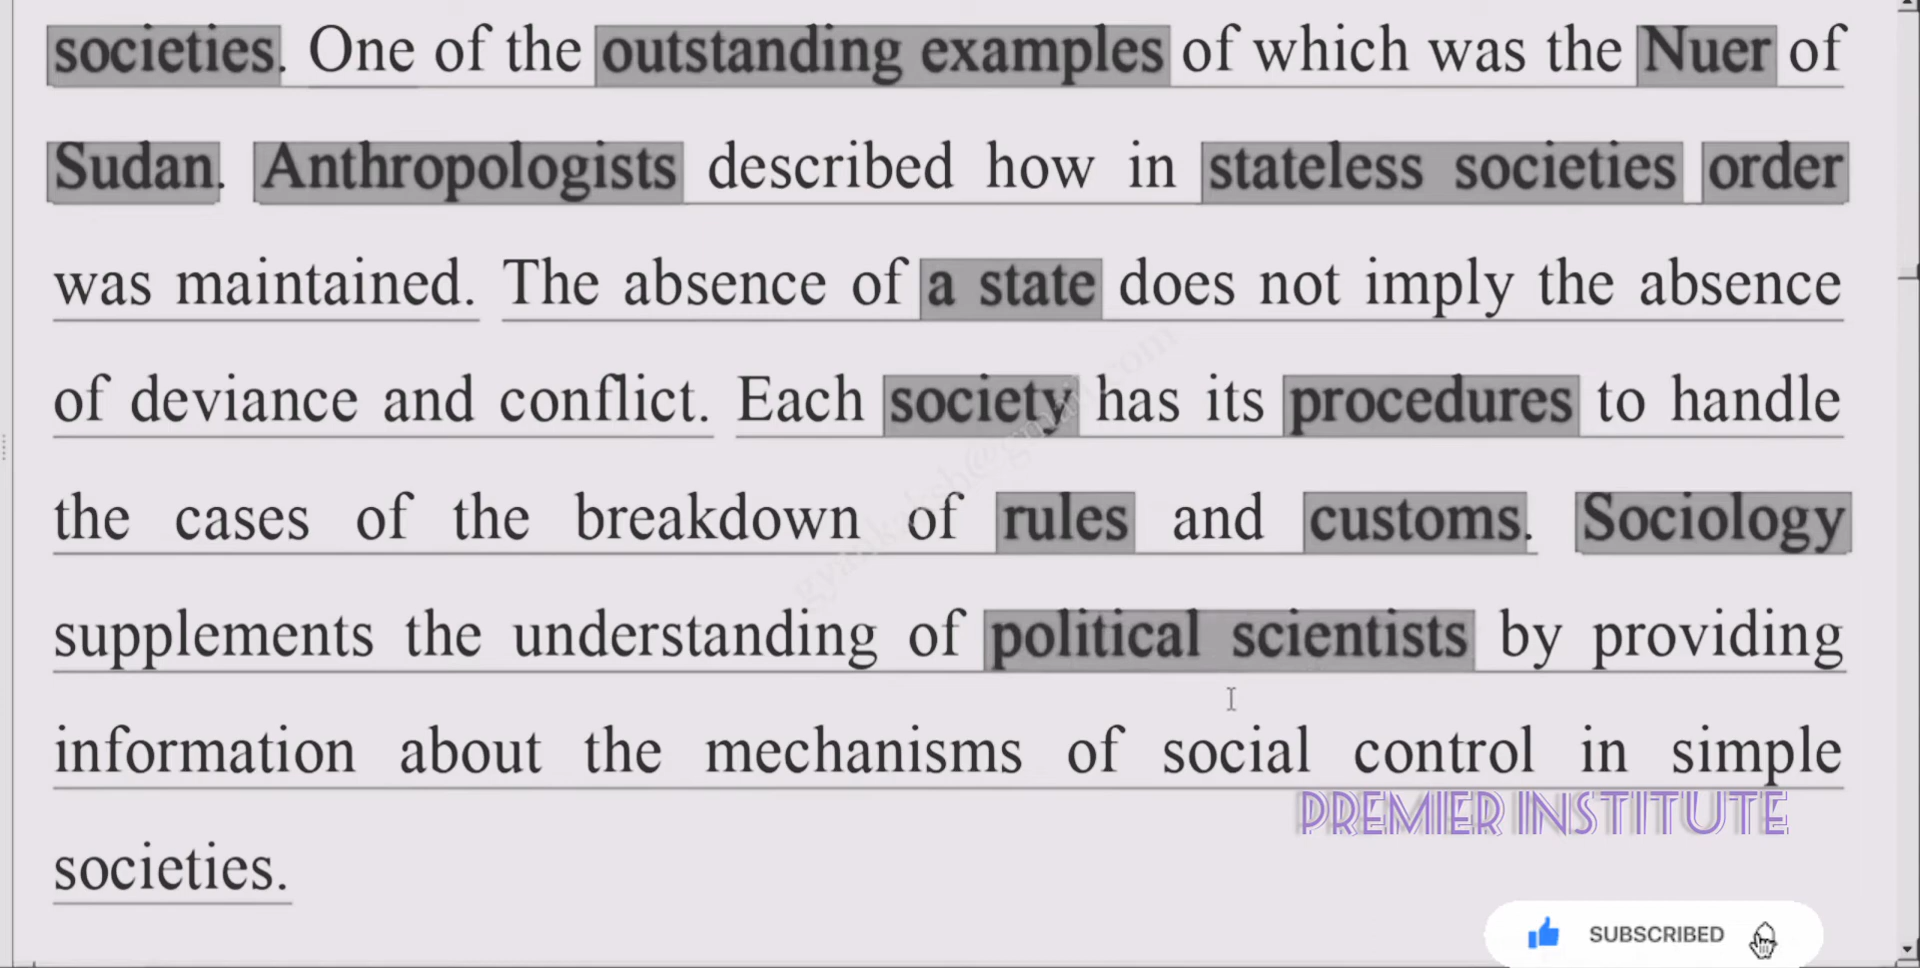 societies. One of the outstanding examples of which was the Nuer of
Sudan. Anthropologists described how in stateless societies order
was maintained. The absence of a state does not imply the absence
of deviance and conflict. Each society has its procedures to handle
the cases of the breakdown of rules and customs. Sociology
supplements the understanding of political scientists by providing
information about the mechanisms of social control in simple
PREMIER INSTITUTE
societies.
SUBSCRIBED